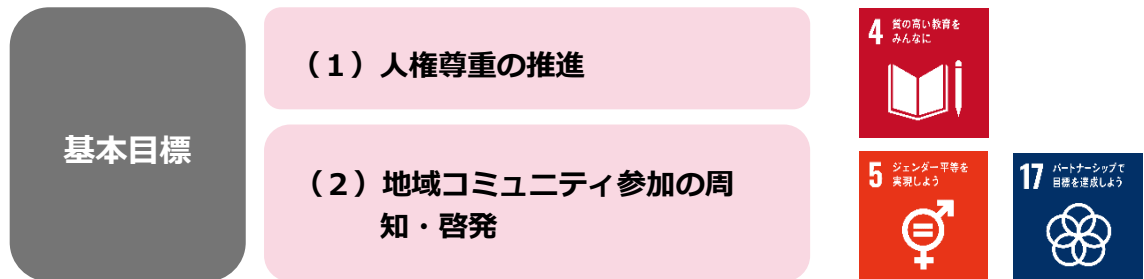 基本目標
（１）人権尊重の推進
（２）地域コミュニティ参加の周
知・啓発
4 質の高い教育を
みんなに
5 ジェンダー平等を
実現しよう
17 パートナーシップで
目標を達成しよう